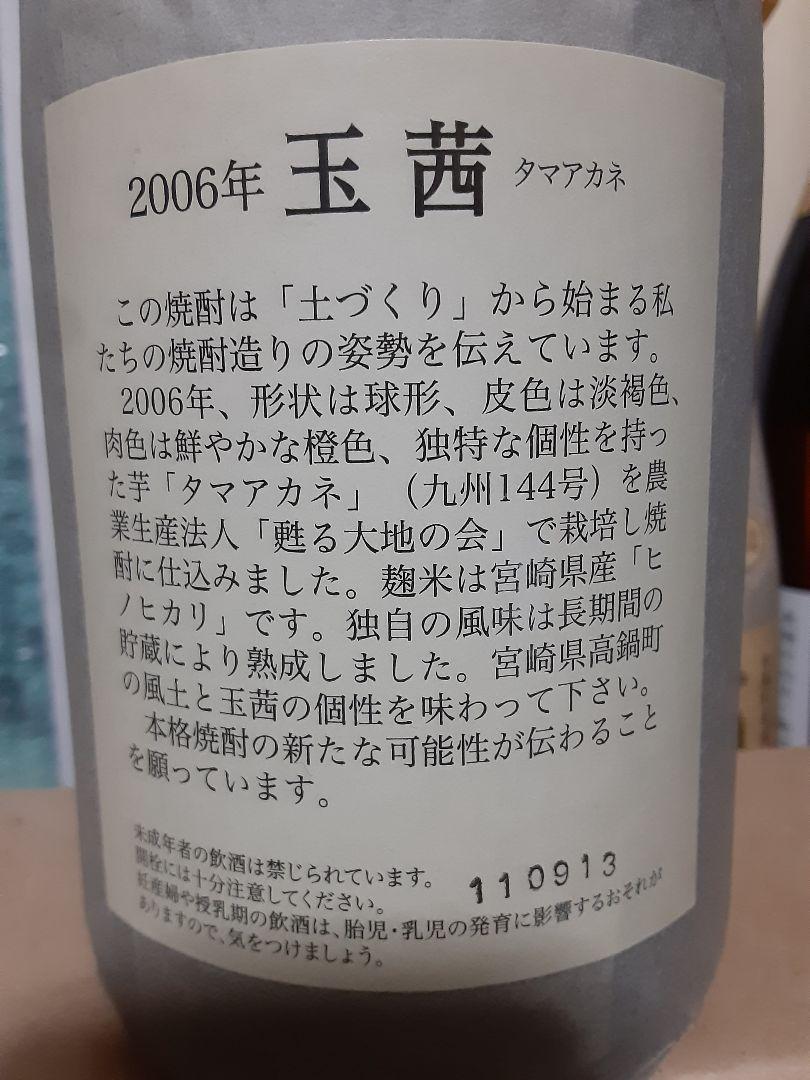 2006年 玉茜 タマアカネ
この焼酎は「土づくり」から始まる私
たちの焼酎造りの姿勢を伝えています。
2006年、形状は球形、皮色は淡褐色、
肉色は鮮やかな橙色、独特な個性を持っ
た芋「タマアカネ」（九州144号）を農
業生産法人「甦る大地の会」で栽培し焼
酎に仕込みました。麹米は宮崎県産「ヒ
ノヒカリ」です。独自の風味は長期間の
貯蔵により熟成しました。宮崎県高鍋町
の風土と玉茜の個性を味わって下さい。
本格焼酎の新たな可能性が伝わること
を願っています。
未成年者の飲酒は禁じられています。
開栓には十分注意してください。
110913
妊産婦や授乳期の飲酒は、胎児・乳児の発育に影響するおそれが
ありますので、気をつけましょう。